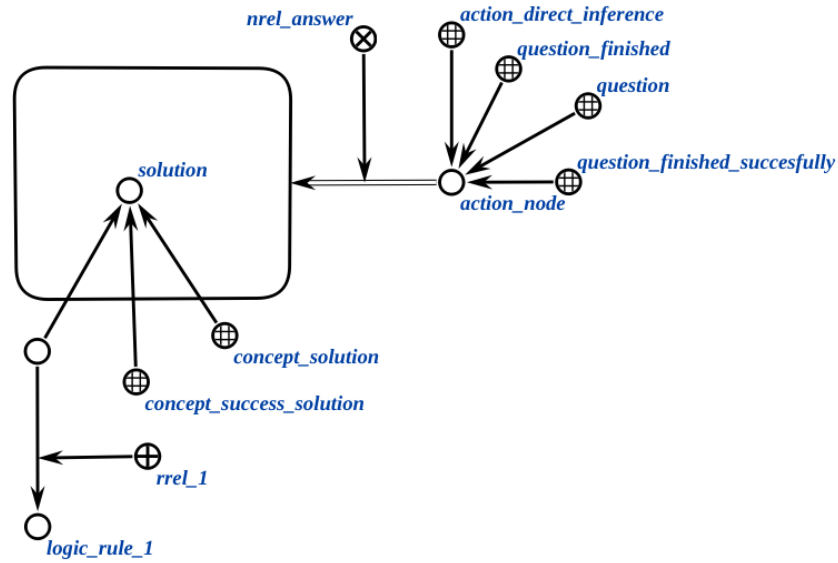 nrel_answer
action_direct_inference
question_finished
question
solution
question_finished_succesfully
action_node
concept_solution
concept_success_solution
rrel_1
logic_rule_1